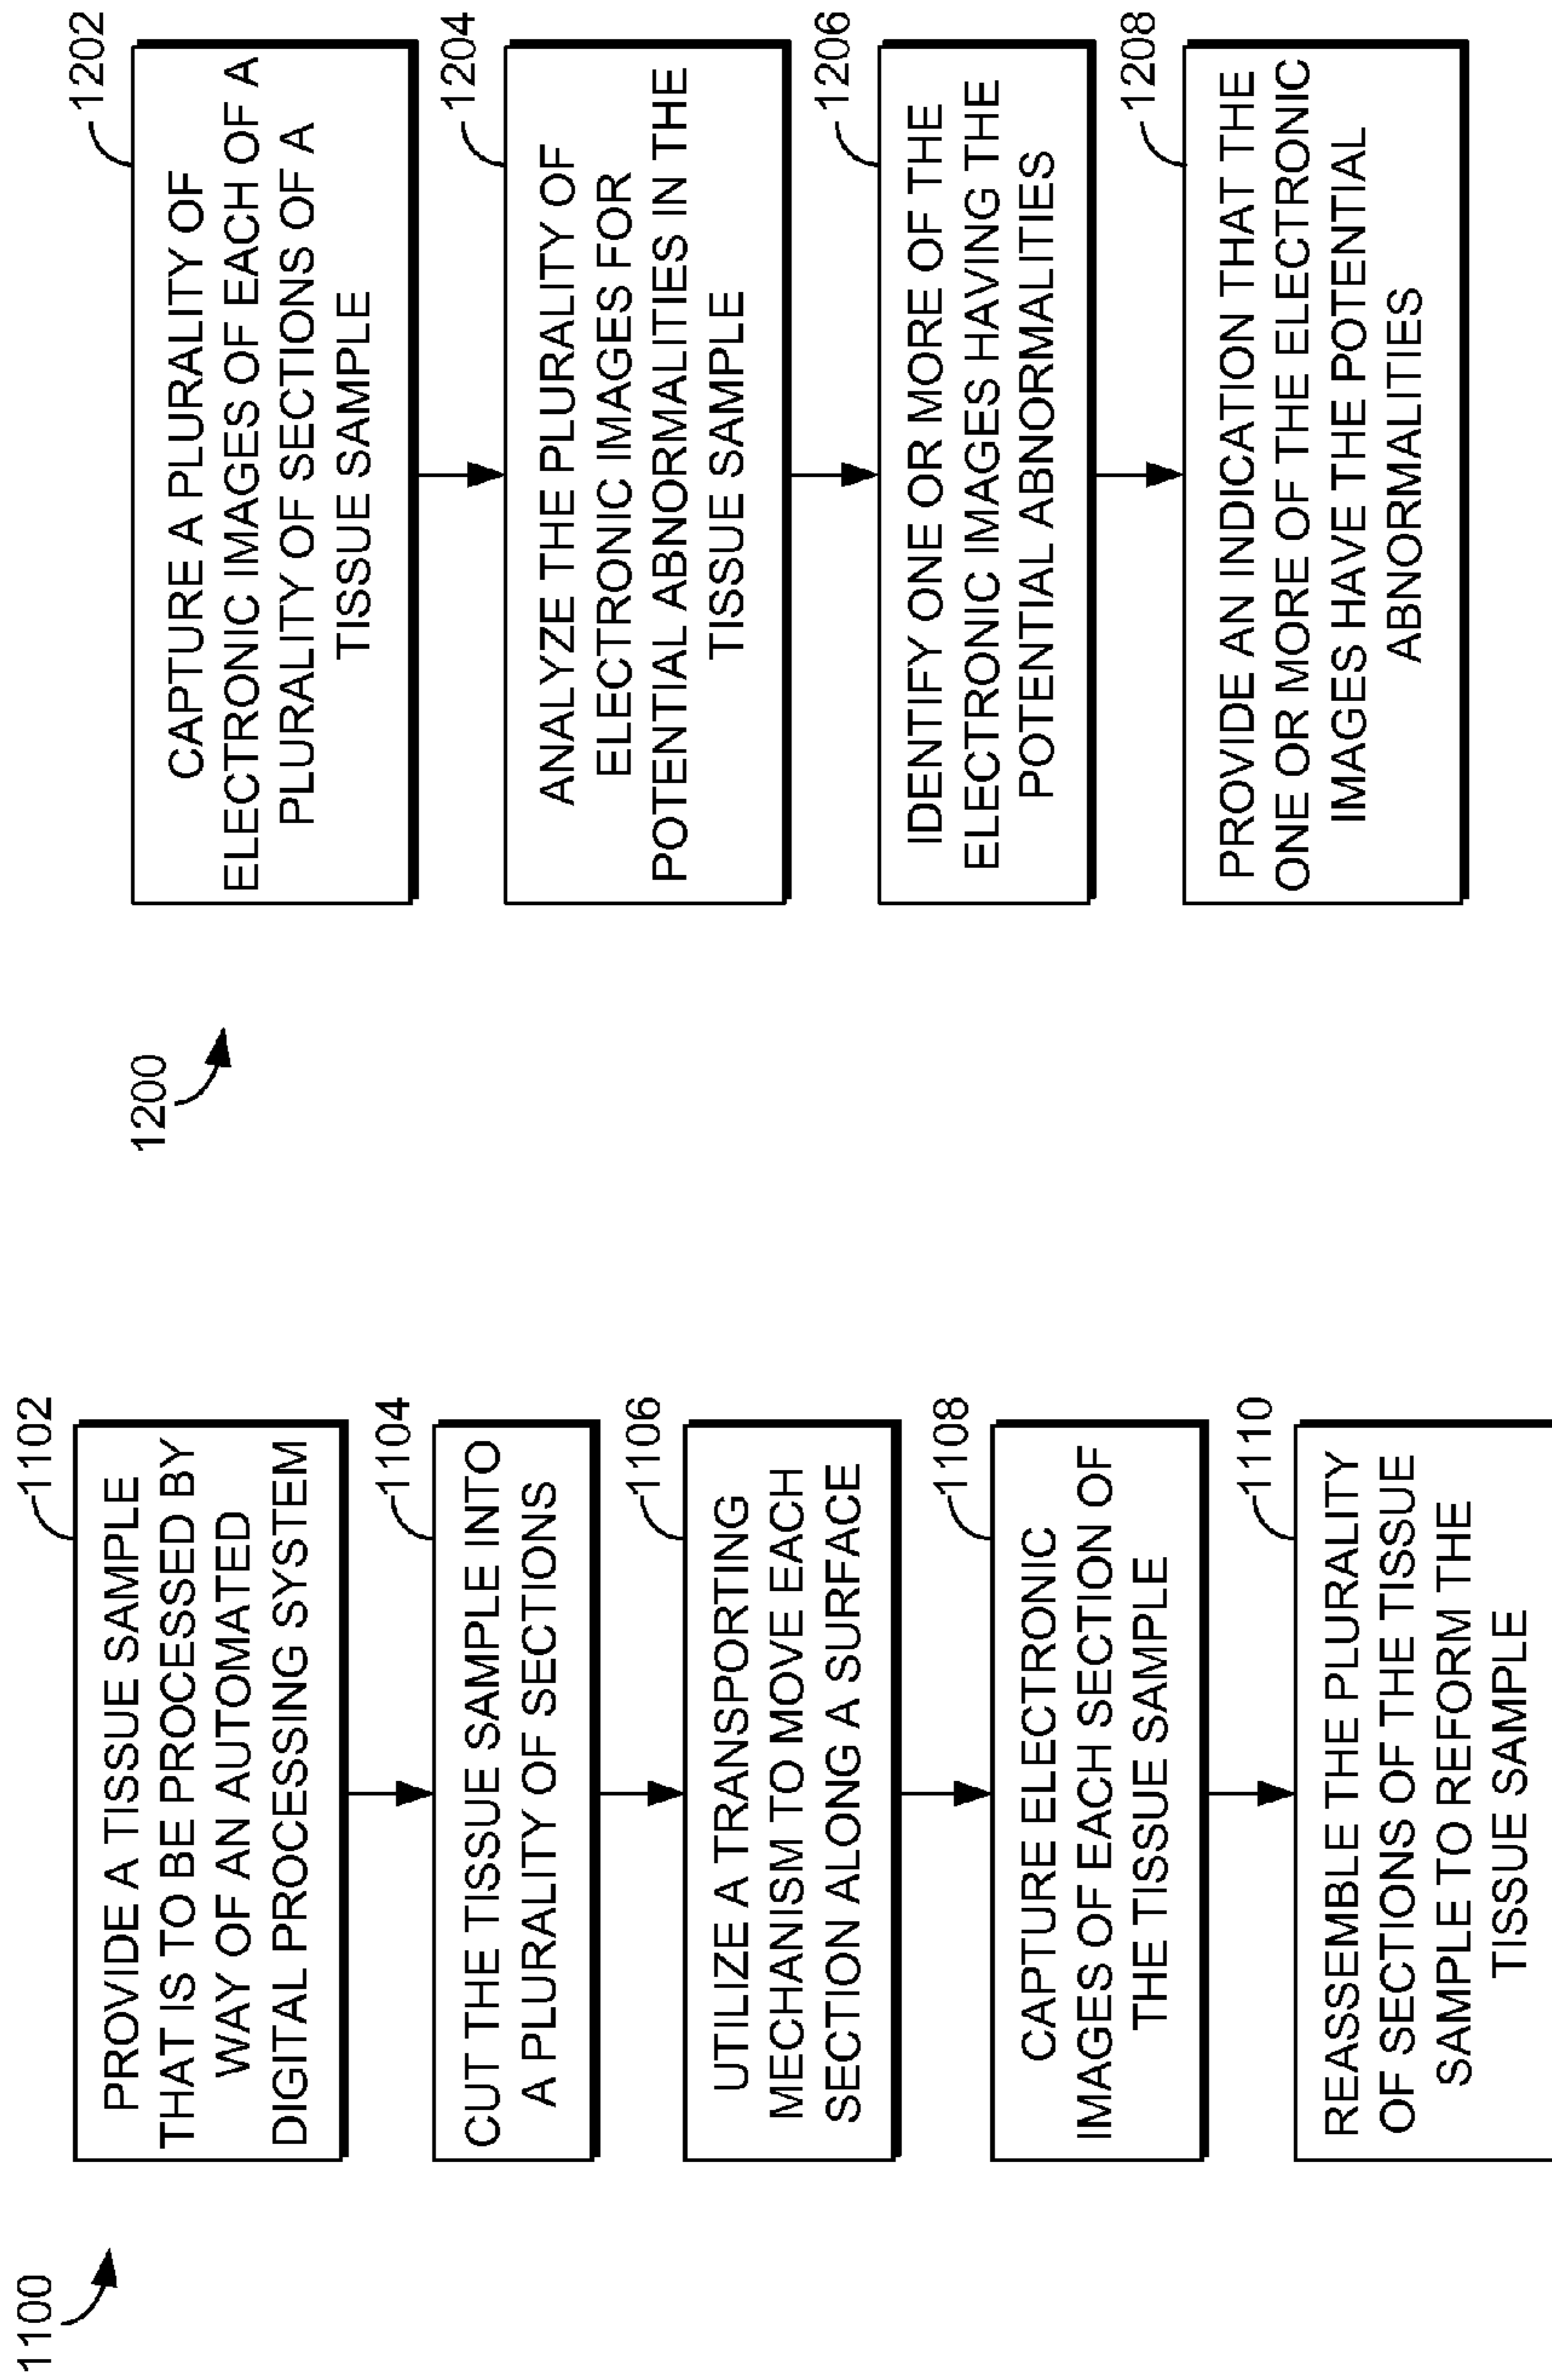 1100
1102
PROVIDE A TISSUE SAMPLE
THAT IS TO BE PROCESSED BY
WAY OF AN AUTOMATED
DIGITAL PROCESSING SYSTEM
1104
CUT THE TISSUE SAMPLE INTO
A PLURALITY OF SECTIONS
1106
UTILIZE A TRANSPORTING
MECHANISM TO MOVE EACH
SECTION ALONG A SURFACE
1108
CAPTURE ELECTRONIC
IMAGES OF EACH SECTION OF
THE TISSUE SAMPLE
1110
REASSEMBLE THE PLURALITY
OF SECTIONS OF THE TISSUE
SAMPLE TO REFORM THE
TISSUE SAMPLE
1200
1202
CAPTURE A PLURALITY OF
ELECTRONIC IMAGES OF EACH OF A
PLURALITY OF SECTIONS OF A
TISSUE SAMPLE
1204
ANALYZE THE PLURALITY OF
ELECTRONIC IMAGES FOR
POTENTIAL ABNORMALITIES IN THE
TISSUE SAMPLE
1206
IDENTIFY ONE OR MORE OF THE
ELECTRONIC IMAGES HAVING THE
POTENTIAL ABNORMALITIES
1208
PROVIDE AN INDICATION THAT THE
ONE OR MORE OF THE ELECTRONIC
IMAGES HAVE THE POTENTIAL
ABNORMALITIES